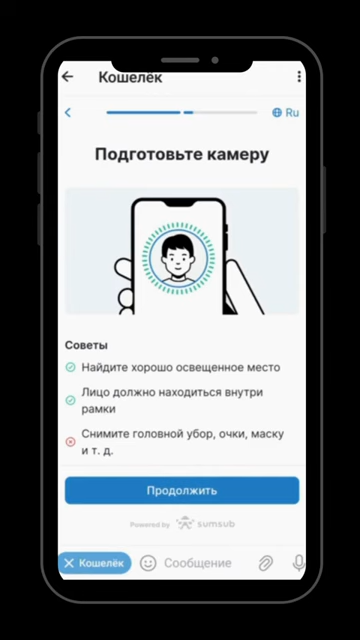 Кошелёк
Ru
Подготовьте камеру
Советы
Найдите хорошо освещенное место
Лицо должно находиться внутри
рамки
Снимите головной убор, очки, маску
и т. д.
Продолжить
Powered by sumsub
Кошелёк
Сообщение